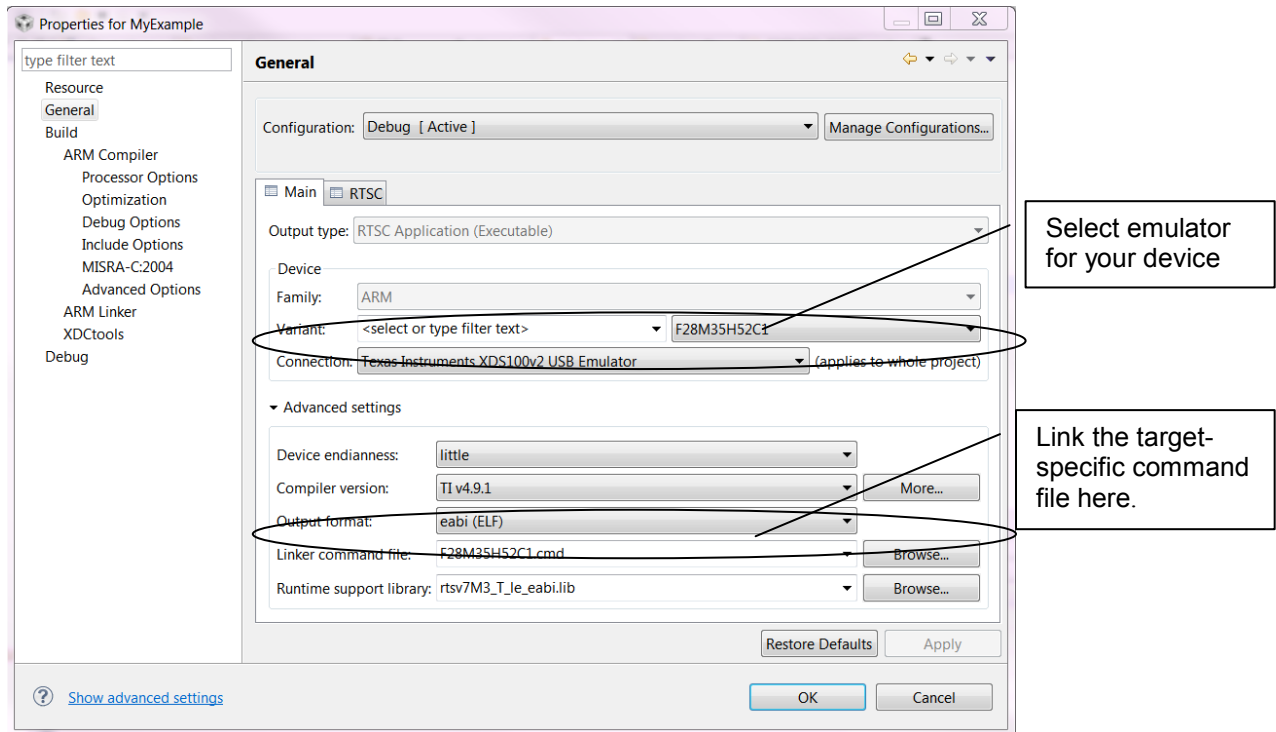 Properties for MyExample
type filter text
Resource
General
Build
ARM Compiler
Processor Options
Optimization
Debug Options
Include Options
MISRA-C:2004
Advanced Options
ARM Linker
XDCtools
Debug
General
Configuration: Debug [ Active ] Manage Configurations...
Main RTSC
Output type: RTSC Application (Executable)
Device
Family: ARM
Variant: <select or type filter text> F28M35H52C1
Connection: Texas Instruments XDS100v2 USB Emulator (applies to whole project)
Advanced settings
Device endianness: little
Compiler version: TI v4.9.1 More...
Output format: eabi (ELF)
Linker command file: F28M35H52C1.cmd Browse...
Runtime support library: rtsv7M3_T_le_eabi.lib Browse...
Restore Defaults Apply
? Show advanced settings
OK Cancel
Select emulator
for your device
Link the target-
specific command
file here.